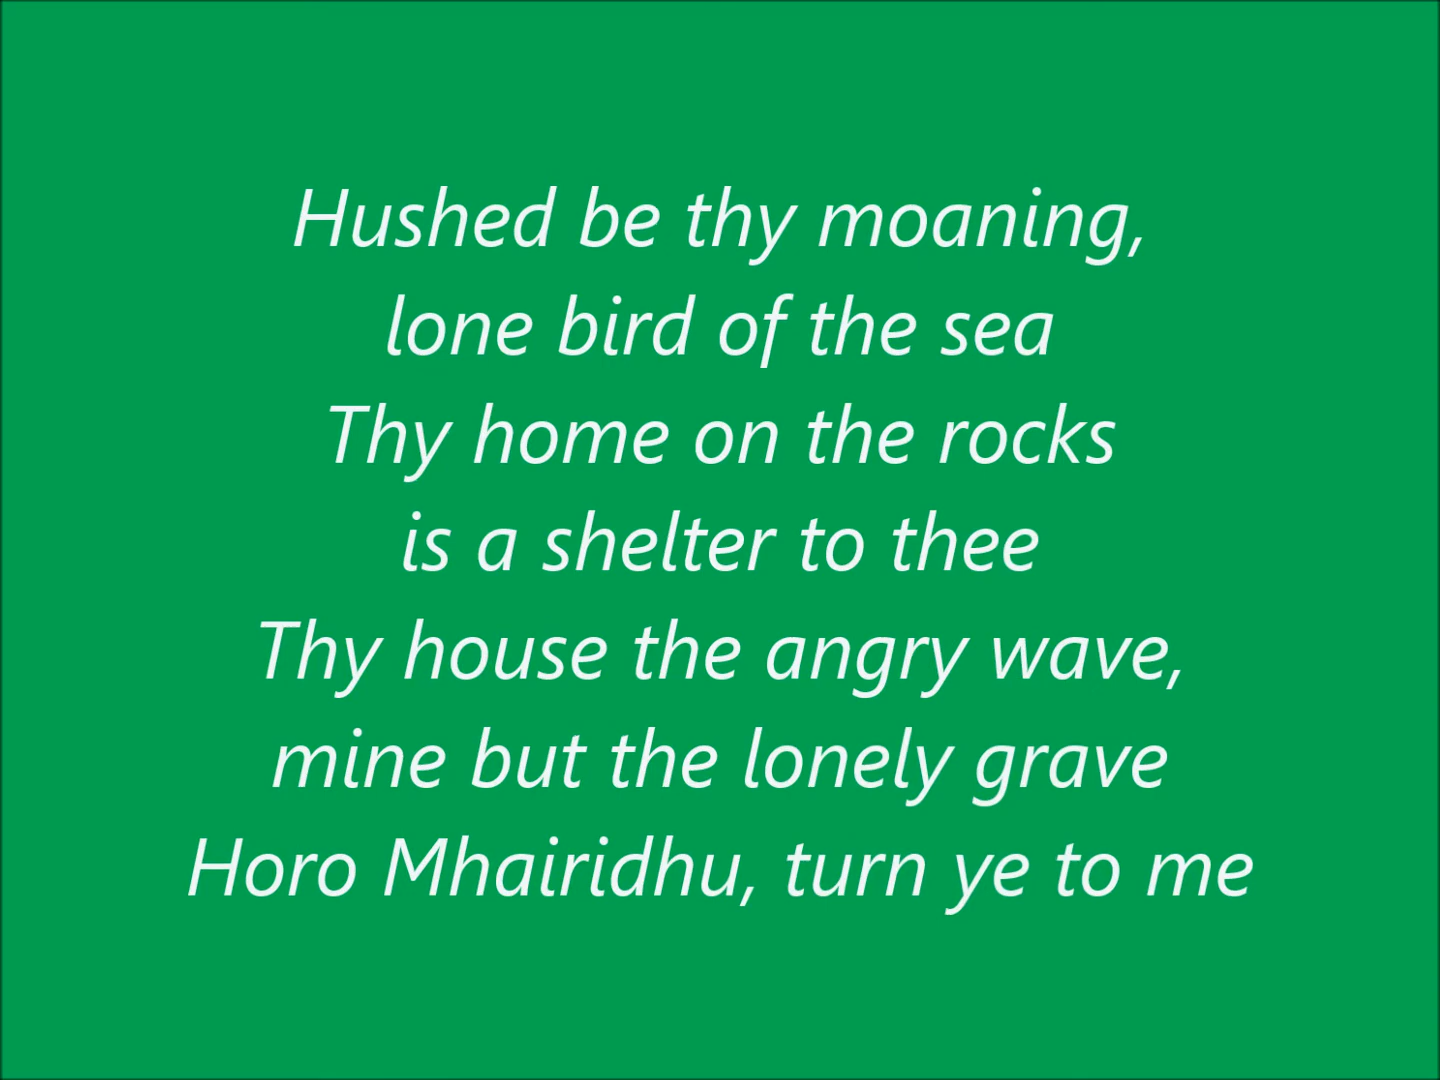 Hushed be thy moaning,
lone bird of the sea
Thy home on the rocks
is a shelter to thee
Thy house the angry wave,
mine but the lonely grave
Horo Mhairidhu, turn ye to me